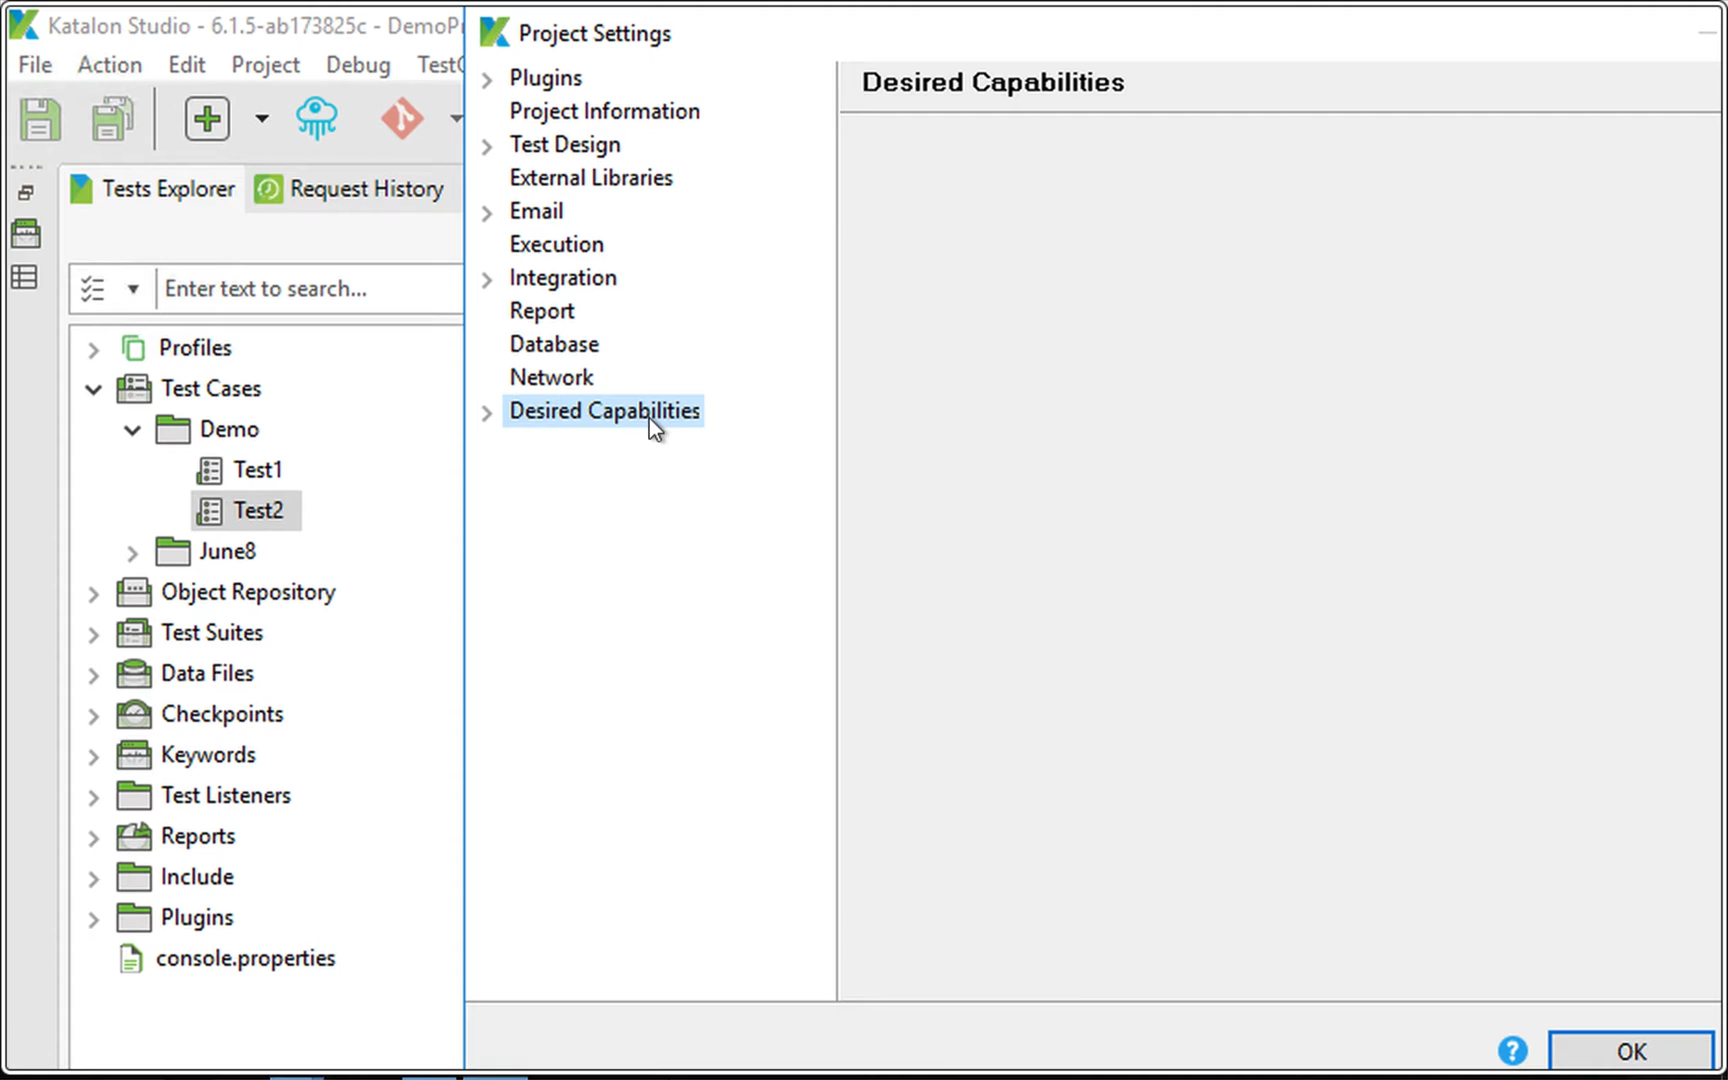 Katalon Studio - 6.1.5-ab173825c - DemoPr
File Action Edit Project Debug Test
Tests Explorer Request History
Enter text to search...
Profiles
Test Cases
Demo
Test1
Test2
June8
Object Repository
Test Suites
Data Files
Checkpoints
Keywords
Test Listeners
Reports
Include
Plugins
console.properties
Project Settings
Plugins
Project Information
Test Design
External Libraries
Email
Execution
Integration
Report
Database
Network
Desired Capabilities
Desired Capabilities
?
OK